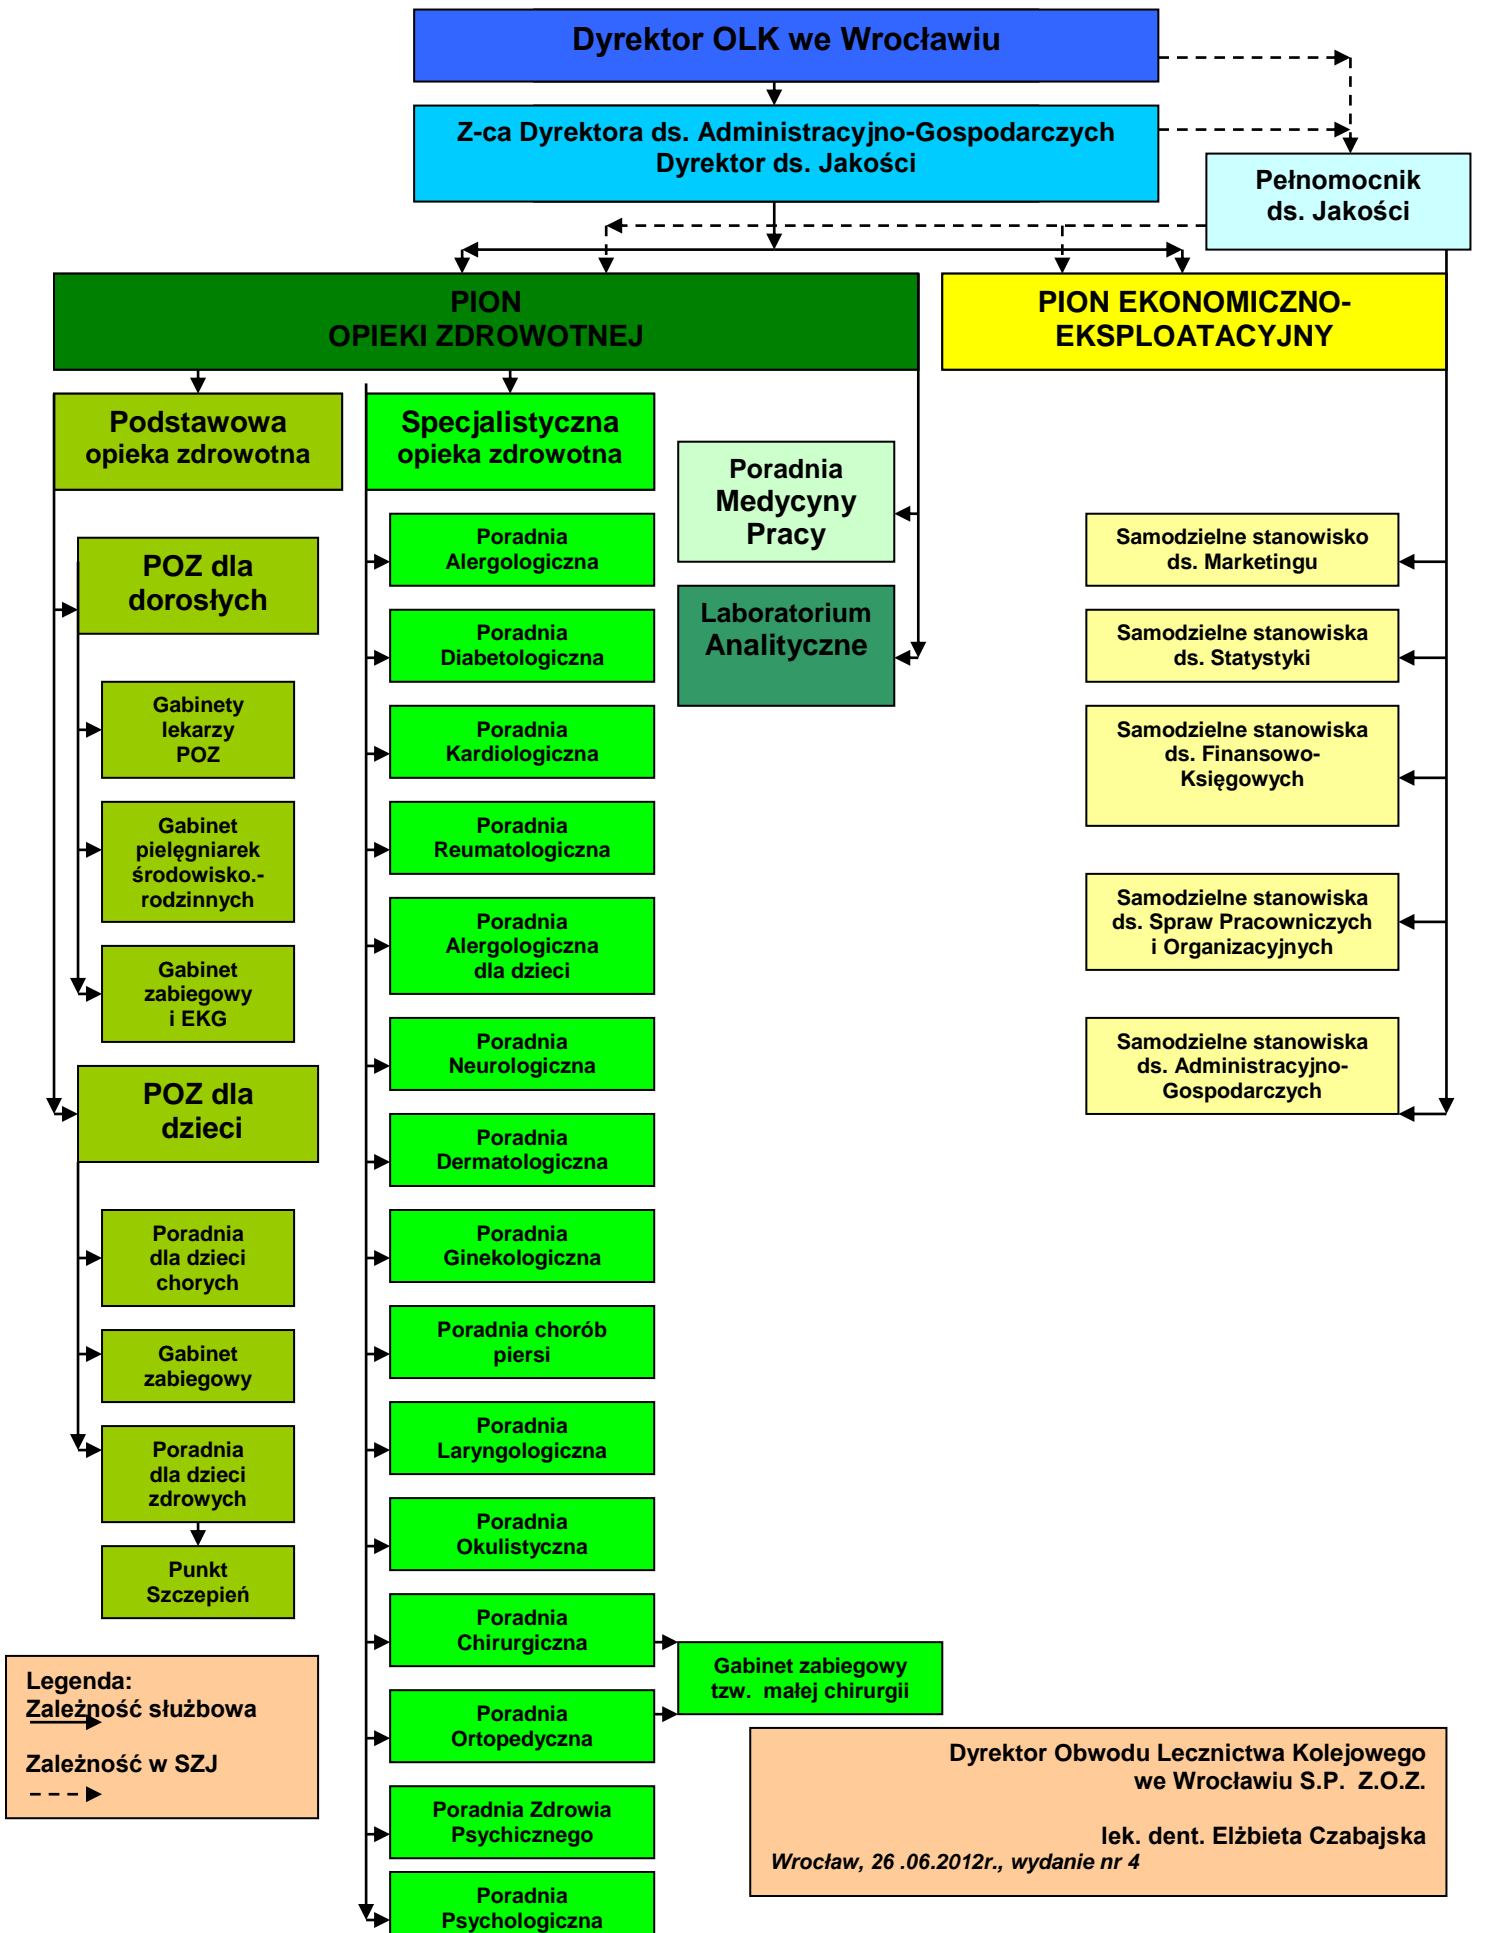 Dyrektor OLK we Wrocławiu
Z-ca Dyrektora ds. Administracyjno-Gospodarczych
Dyrektor ds. Jakości
Pełnomocnik
ds. Jakości
PION
OPIEKI ZDROWOTNEJ
PION EKONOMICZNO-
EKSPLOATACYJNY
Podstawowa
opieka zdrowotna
POZ dla
dorosłych
Gabinety
lekarzy
POZ
Gabinet
pielęgniarek
środowisko.-
rodzinnych
Gabinet
zabiegowy
i EKG
POZ dla
dzieci
Poradnia
dla dzieci
chorych
Gabinet
zabiegowy
Poradnia
dla dzieci
zdrowych
Punkt
Szczepień
Specjalistyczna
opieka zdrowotna
Poradnia
Alergologiczna
Poradnia
Diabetologiczna
Poradnia
Kardiologiczna
Poradnia
Reumatologiczna
Poradnia
Alergologiczna
dla dzieci
Poradnia
Neurologiczna
Poradnia
Dermatologiczna
Poradnia
Ginekologiczna
Poradnia chorób
piersi
Poradnia
Laryngologiczna
Poradnia
Okulistyczna
Poradnia
Chirurgiczna
Poradnia
Ortopedyczna
Poradnia Zdrowia
Psychicznego
Poradnia
Psychologiczna
Gabinet zabiegowy
tzw. małej chirurgii
Poradnia
Medycyny
Pracy
Laboratorium
Analityczne
Samodzielne stanowisko
ds. Marketingu
Samodzielne stanowiska
ds. Statystyki
Samodzielne stanowiska
ds. Finansowo-
Księgowych
Samodzielne stanowiska
ds. Spraw Pracowniczych
i Organizacyjnych
Samodzielne stanowiska
ds. Administracyjno-
Gospodarczych
Legenda:
Zależność służbowa
Zależność w SZJ
Dyrektor Obwodu Lecznictwa Kolejowego
we Wrocławiu S.P. Z.O.Z.
lek. dent. Elżbieta Czabajska
Wrocław, 26 .06.2012r., wydanie nr 4